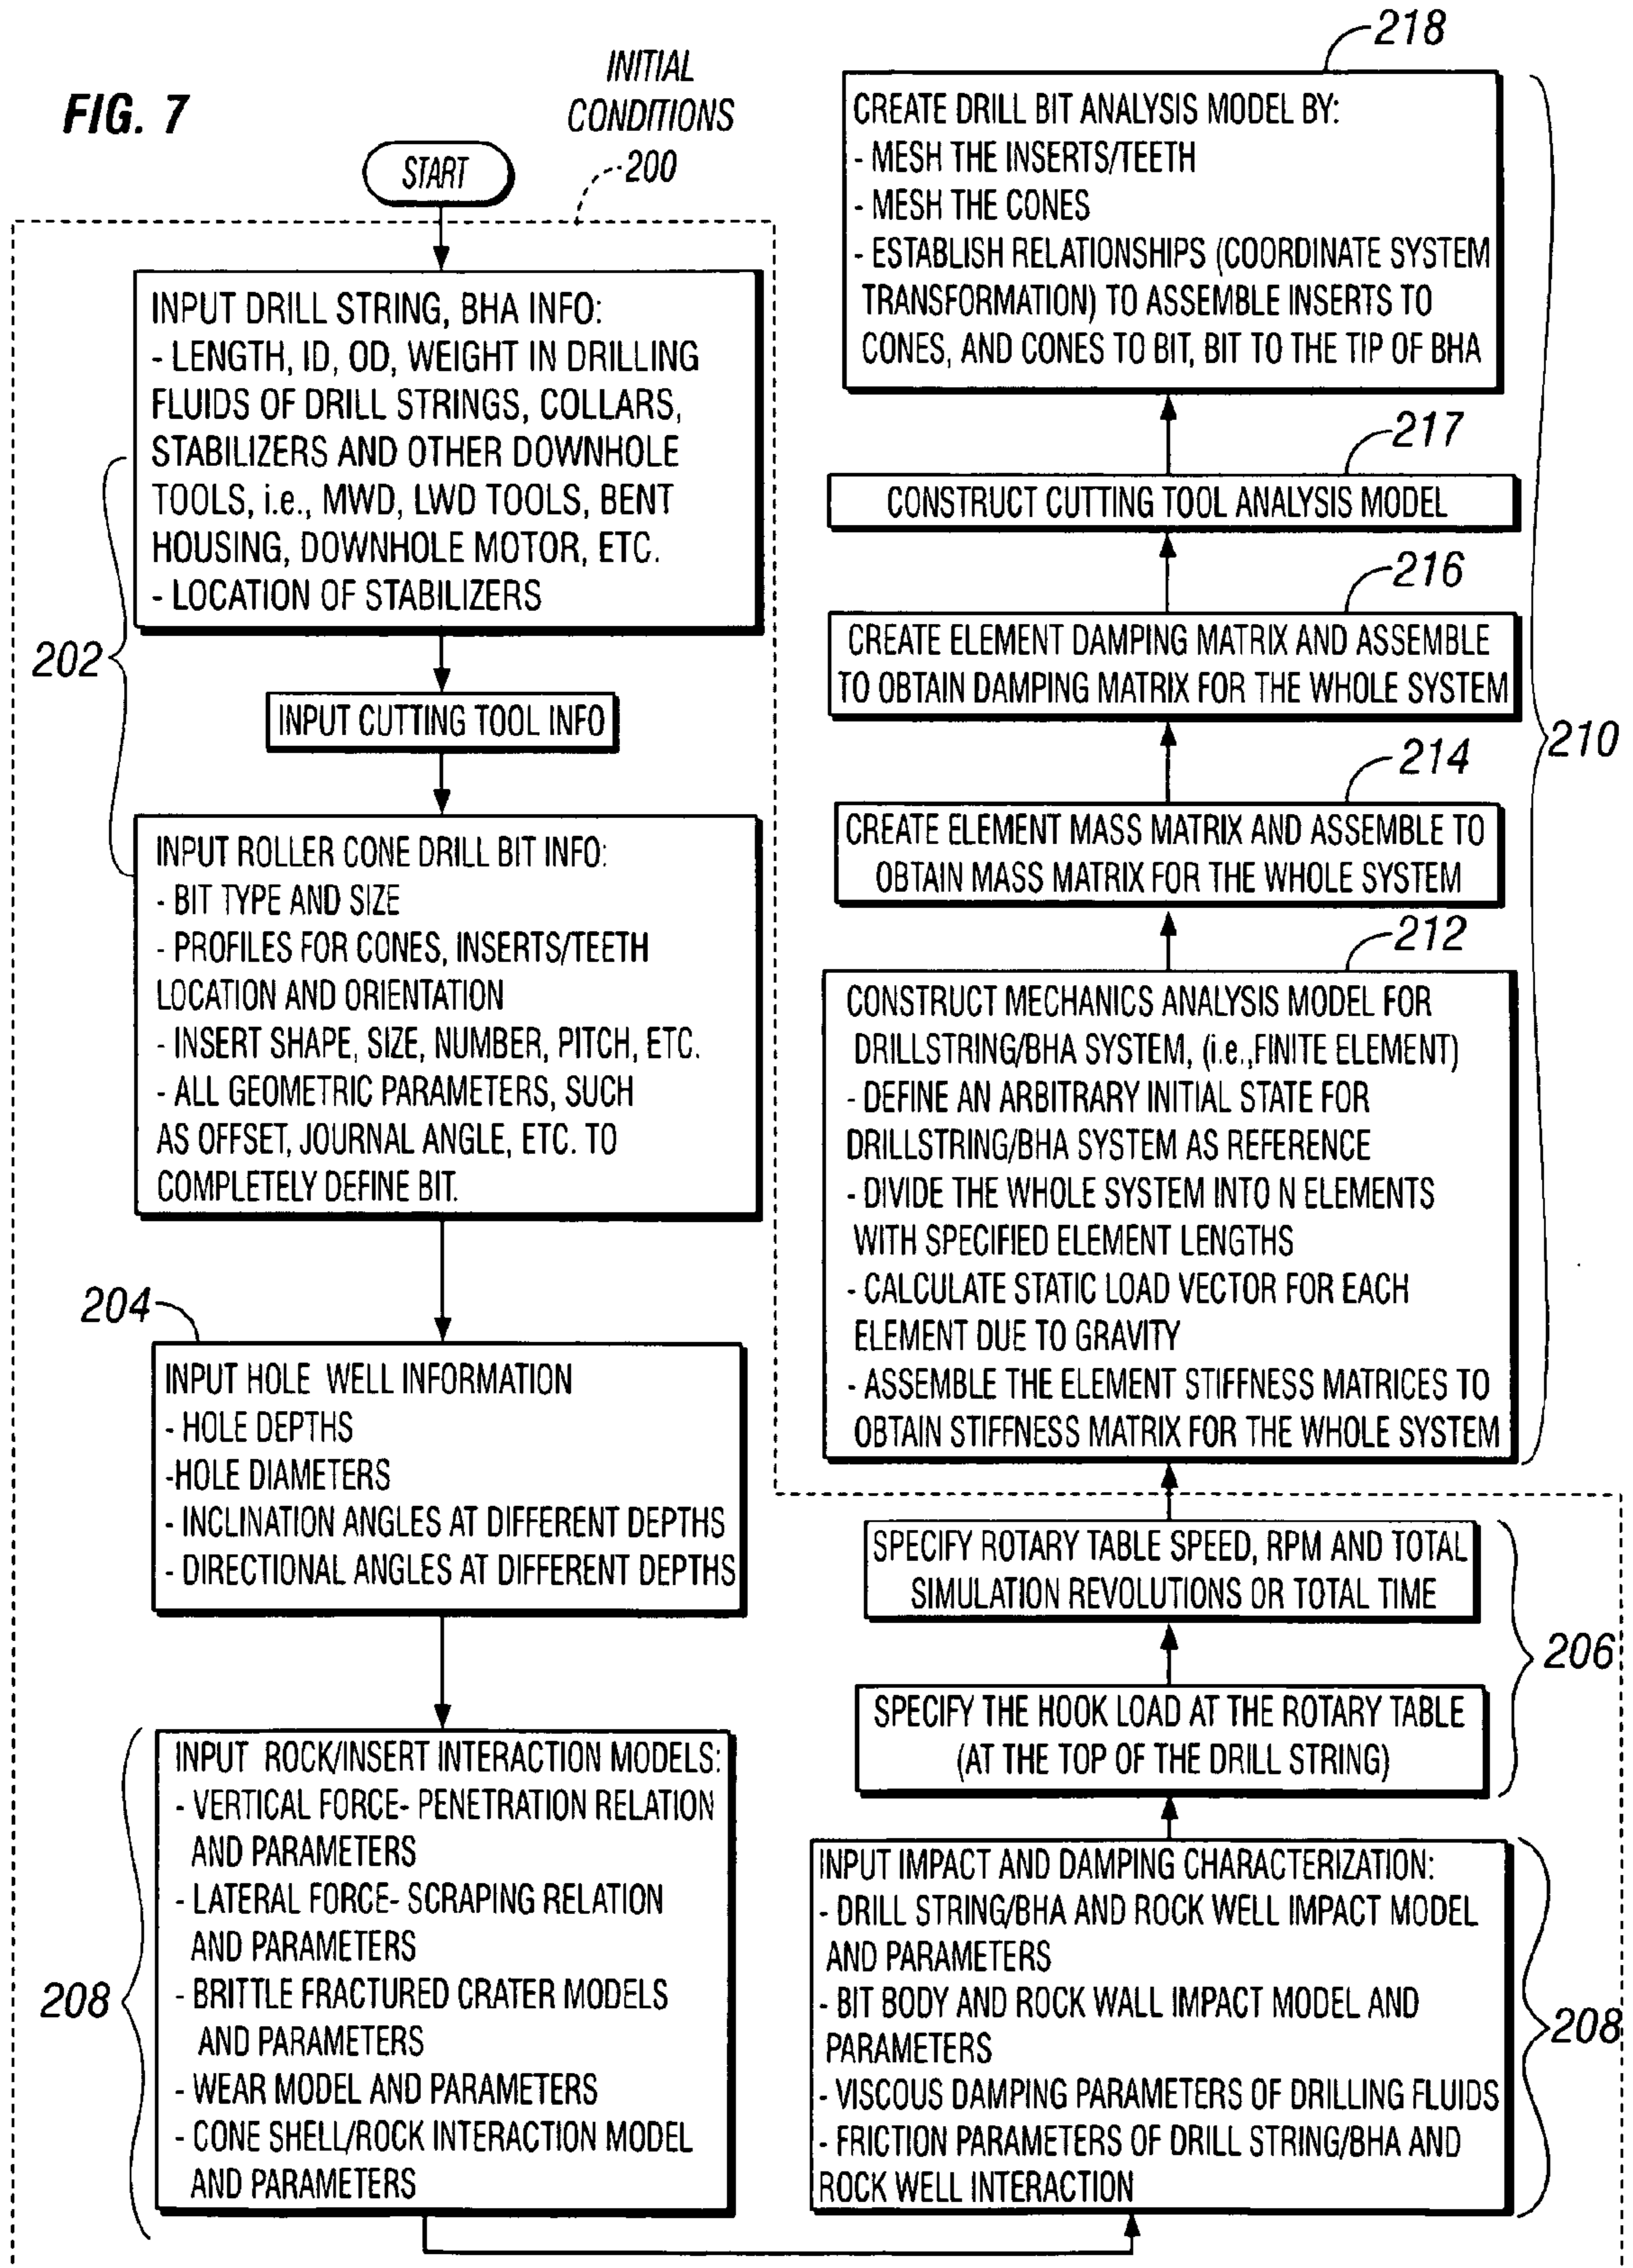 FIG. 7
INITIAL
CONDITIONS
200
START
INPUT DRILL STRING, BHA INFO:
- LENGTH, ID, OD, WEIGHT IN DRILLING
FLUIDS OF DRILL STRINGS, COLLARS,
STABILIZERS AND OTHER DOWNHOLE
TOOLS, i.e., MWD, LWD TOOLS, BENT
HOUSING, DOWNHOLE MOTOR, ETC.
- LOCATION OF STABILIZERS
202
INPUT CUTTING TOOL INFO
INPUT ROLLER CONE DRILL BIT INFO:
- BIT TYPE AND SIZE
- PROFILES FOR CONES, INSERTS/TEETH
LOCATION AND ORIENTATION
- INSERT SHAPE, SIZE, NUMBER, PITCH, ETC.
- ALL GEOMETRIC PARAMETERS, SUCH
AS OFFSET, JOURNAL ANGLE, ETC. TO
COMPLETELY DEFINE BIT.
204
INPUT HOLE WELL INFORMATION
- HOLE DEPTHS
-HOLE DIAMETERS
- INCLINATION ANGLES AT DIFFERENT DEPTHS
- DIRECTIONAL ANGLES AT DIFFERENT DEPTHS
208
INPUT ROCK/INSERT INTERACTION MODELS:
- VERTICAL FORCE- PENETRATION RELATION
AND PARAMETERS
- LATERAL FORCE- SCRAPING RELATION
AND PARAMETERS
- BRITTLE FRACTURED CRATER MODELS
AND PARAMETERS
- WEAR MODEL AND PARAMETERS
- CONE SHELL/ROCK INTERACTION MODEL
AND PARAMETERS
218
CREATE DRILL BIT ANALYSIS MODEL BY:
- MESH THE INSERTS/TEETH
- MESH THE CONES
- ESTABLISH RELATIONSHIPS (COORDINATE SYSTEM
TRANSFORMATION) TO ASSEMBLE INSERTS TO
CONES, AND CONES TO BIT, BIT TO THE TIP OF BHA
217
CONSTRUCT CUTTING TOOL ANALYSIS MODEL
216
CREATE ELEMENT DAMPING MATRIX AND ASSEMBLE
TO OBTAIN DAMPING MATRIX FOR THE WHOLE SYSTEM
210
214
CREATE ELEMENT MASS MATRIX AND ASSEMBLE TO
OBTAIN MASS MATRIX FOR THE WHOLE SYSTEM
212
CONSTRUCT MECHANICS ANALYSIS MODEL FOR
DRILLSTRING/BHA SYSTEM, (i.e.,FINITE ELEMENT)
- DEFINE AN ARBITRARY INITIAL STATE FOR
DRILLSTRING/BHA SYSTEM AS REFERENCE
- DIVIDE THE WHOLE SYSTEM INTO N ELEMENTS
WITH SPECIFIED ELEMENT LENGTHS
- CALCULATE STATIC LOAD VECTOR FOR EACH
ELEMENT DUE TO GRAVITY
- ASSEMBLE THE ELEMENT STIFFNESS MATRICES TO
OBTAIN STIFFNESS MATRIX FOR THE WHOLE SYSTEM
SPECIFY ROTARY TABLE SPEED, RPM AND TOTAL
SIMULATION REVOLUTIONS OR TOTAL TIME
206
SPECIFY THE HOOK LOAD AT THE ROTARY TABLE
(AT THE TOP OF THE DRILL STRING)
INPUT IMPACT AND DAMPING CHARACTERIZATION:
- DRILL STRING/BHA AND ROCK WELL IMPACT MODEL
AND PARAMETERS
- BIT BODY AND ROCK WALL IMPACT MODEL AND
PARAMETERS
- VISCOUS DAMPING PARAMETERS OF DRILLING FLUIDS
- FRICTION PARAMETERS OF DRILL STRING/BHA AND
ROCK WELL INTERACTION
208